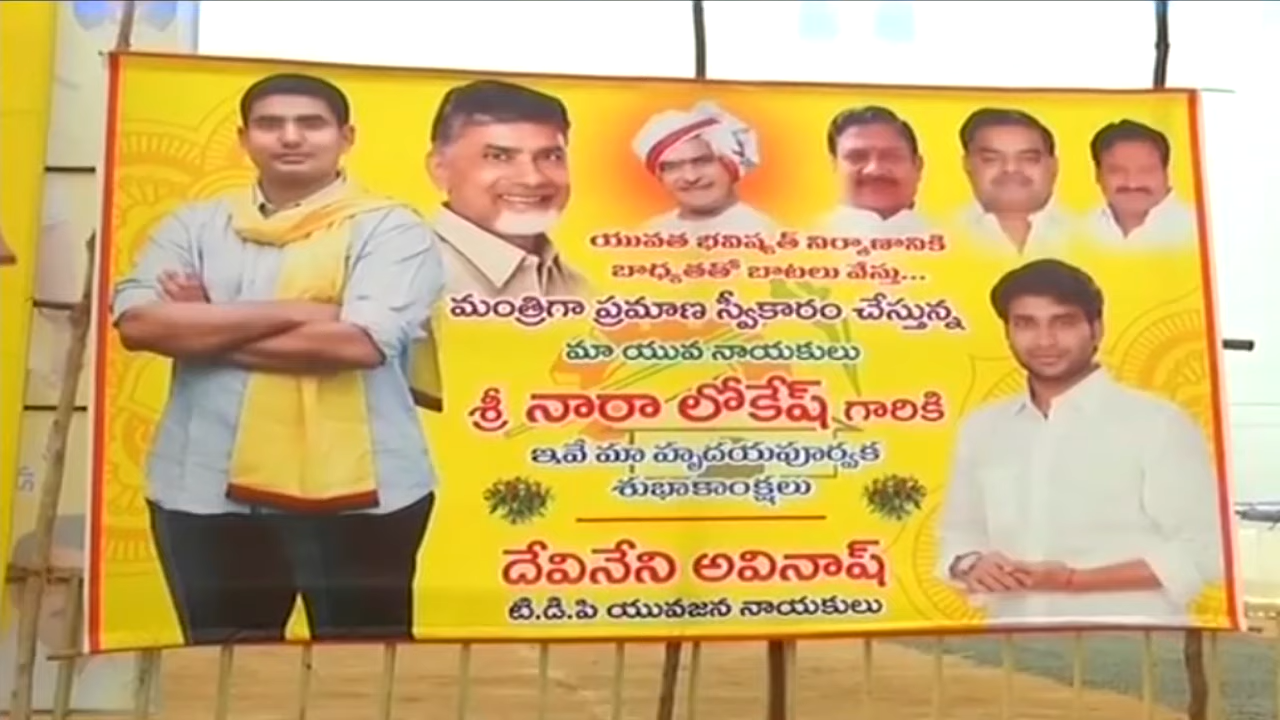 యువత భవిష్యత్ నిర్మాణానికి
బాధ్యతతో బాటలు వేస్తు...
మంత్రిగా ప్రమాణ స్వీకారం చేస్తున్న
మా యువ నాయకులు
శ్రీ నారా లోకేష్ గారికి
ఇవే మా హృదయపూర్వక
శుభాకాంక్షలు
దేవినేని అవినాష్
టి.డి.పి యువజన నాయకులు